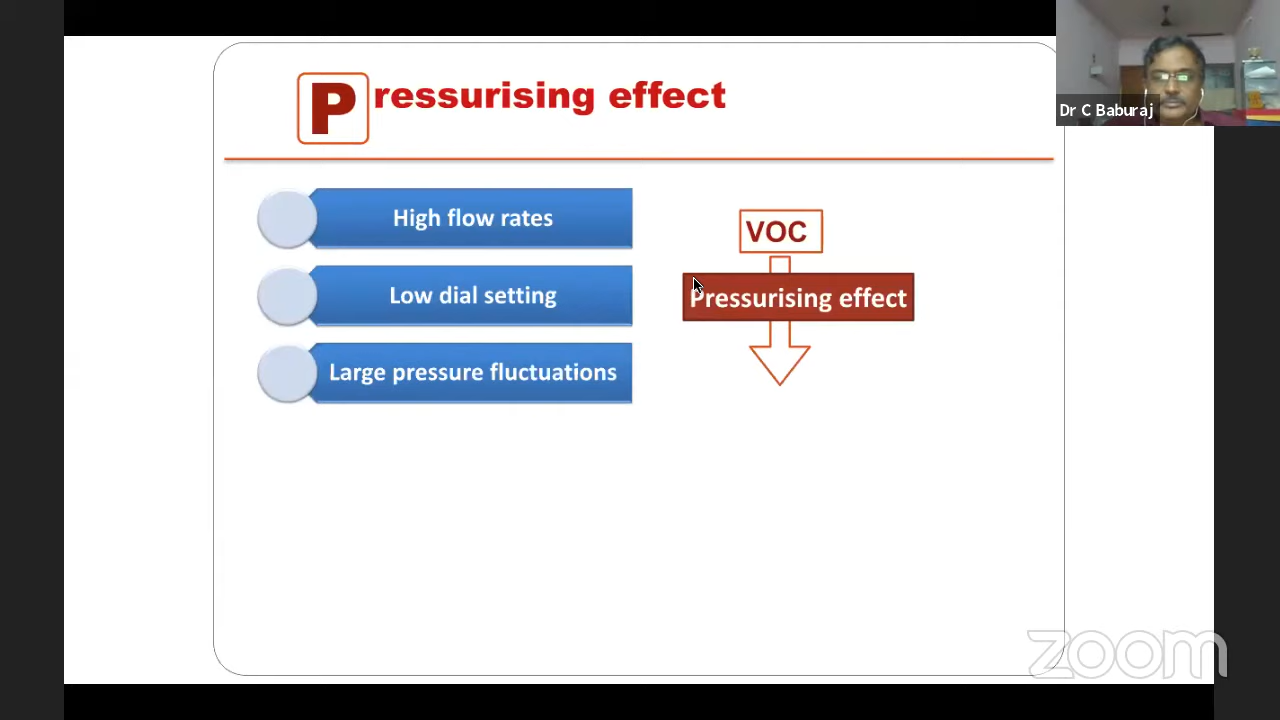 Pressurising effect
High flow rates
Low dial setting
Large pressure fluctuations
VOC
Pressurising effect
Dr C Baburaj
zoom